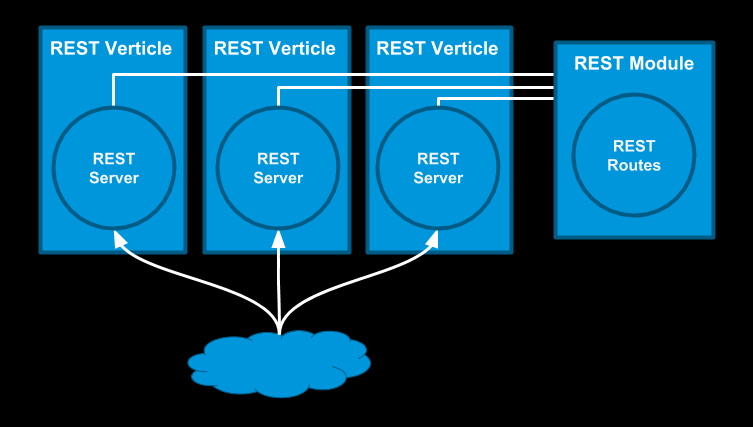 REST Verticle
REST Verticle
REST Verticle
REST Module
REST
Server
REST
Server
REST
Server
REST
Routes